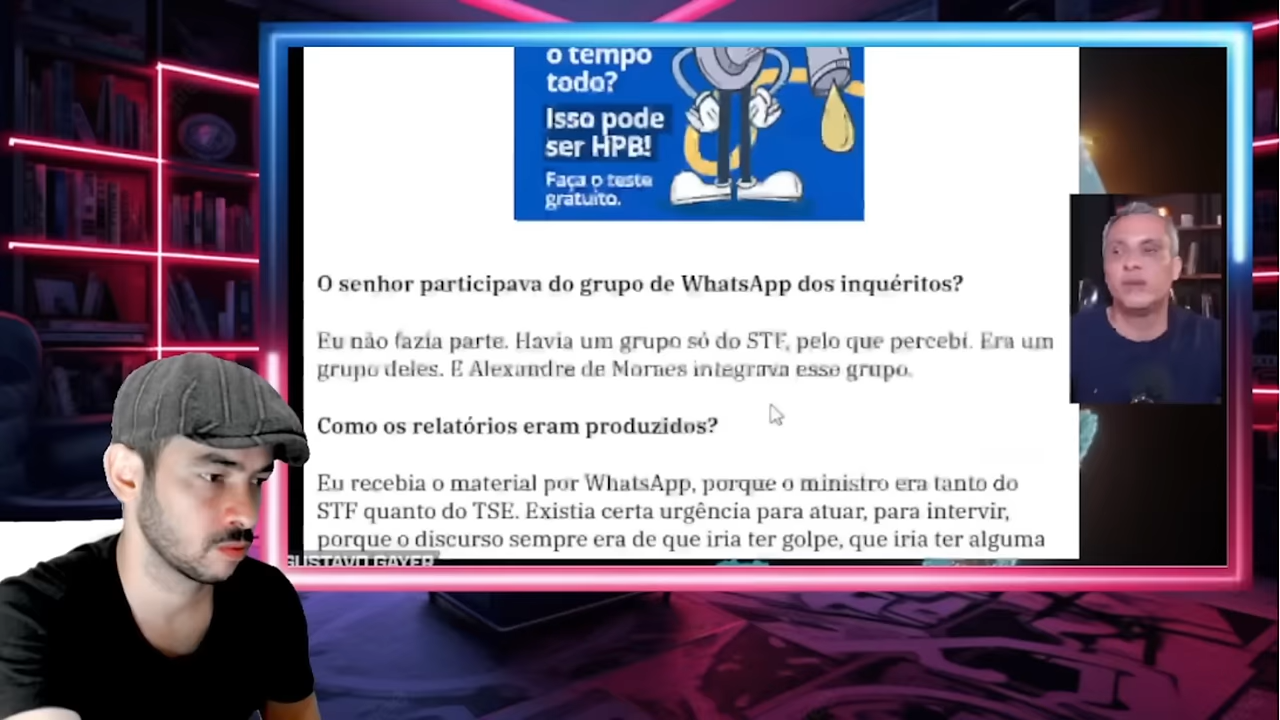 o tempo
todo?
Isso pode
ser HPB!
Faça o teste
gratuito.
O senhor participava do grupo de WhatsApp dos inquéritos?
Eu não fazia parte. Havia um grupo só do STF, pelo que percebi. Era um
grupo deles. E Alexandre de Moraes integrava esse grupo.
Como os relatórios eram produzidos?
Eu recebia o material por WhatsApp, porque o ministro era tanto do
STF quanto do TSE. Existia certa urgência para atuar, para intervir,
porque o discurso sempre era de que iria ter golpe, que iria ter alguma
GUSTAVO GAYER